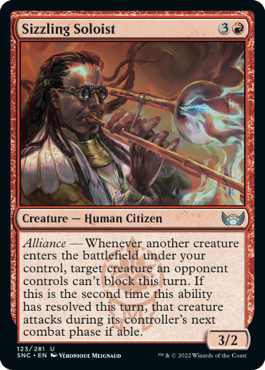 Sizzling Soloist 3
Creature — Human Citizen
Alliance — Whenever another creature
enters the battlefield under your
control, target creature an opponent
controls can't block this turn. If
this is the second time this ability
has resolved this turn, that creature
attacks during its controller's next
combat phase if able.
3/2
123/281 U
SNC • EN Véronique Meignaud ™ & © 2022 Wizards of the Coast